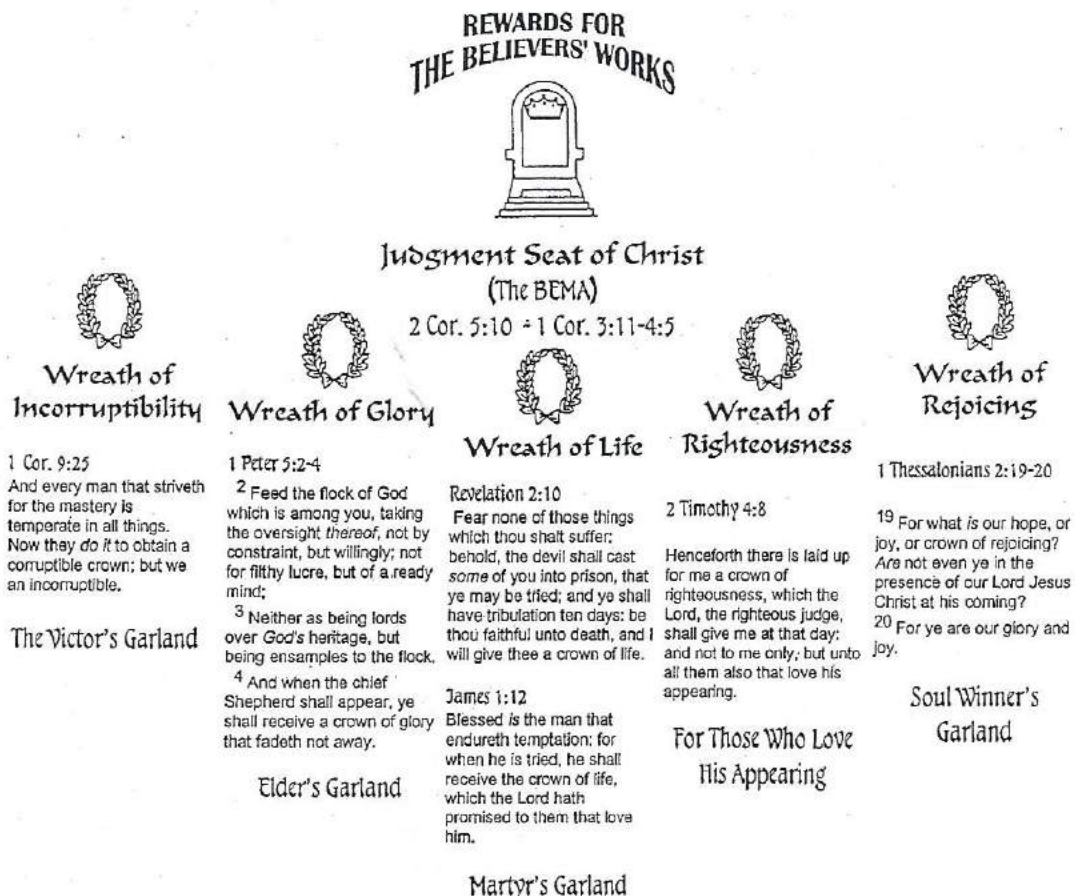 REWARDS FOR
THE BELIEVERS' WORKS
Judgment Seat of Christ
(The BEMA)
2 Cor. 5:10 - 1 Cor. 3:11-4:5
Wreath of
Incorruptibility
1 Cor. 9:25
And every man that striveth
for the mastery is
temperate in all things.
Now they do it to obtain a
corruptible crown; but we
an incorruptible.
The Victor's Garland
Wreath of Glory
1 Peter 5:2-4
2 Feed the flock of God
which is among you, taking
the oversight thereof, not by
constraint, but willingly; not
for filthy lucre, but of a ready
mind;
3 Neither as being lords
over God's heritage, but
being ensamples to the flock.
4 And when the chief
Shepherd shall appear, ye
shall receive a crown of glory
that fadeth not away.
Elder's Garland
Wreath of Life
Revelation 2:10
Fear none of those things
which thou shalt suffer:
behold, the devil shall cast
some of you into prison, that
ye may be tried; and ye shall
have tribulation ten days: be
thou faithful unto death, and I
will give thee a crown of life.
James 1:12
Blessed is the man that
endureth temptation: for
when he is tried, he shall
receive the crown of life,
which the Lord hath
promised to them that love
him.
Martyr's Garland
Wreath of
Righteousness
2 Timothy 4:8
Henceforth there is laid up
for me a crown of
righteousness, which the
Lord, the righteous judge,
shall give me at that day:
and not to me only, but unto
all them also that love his
appearing.
For Those Who Love
His Appearing
Wreath of
Rejoicing
1 Thessalonians 2:19-20
19 For what is our hope, or
joy, or crown of rejoicing?
Are not even ye in the
presence of our Lord Jesus
Christ at his coming?
20 For ye are our glory and
joy.
Soul Winner's
Garland